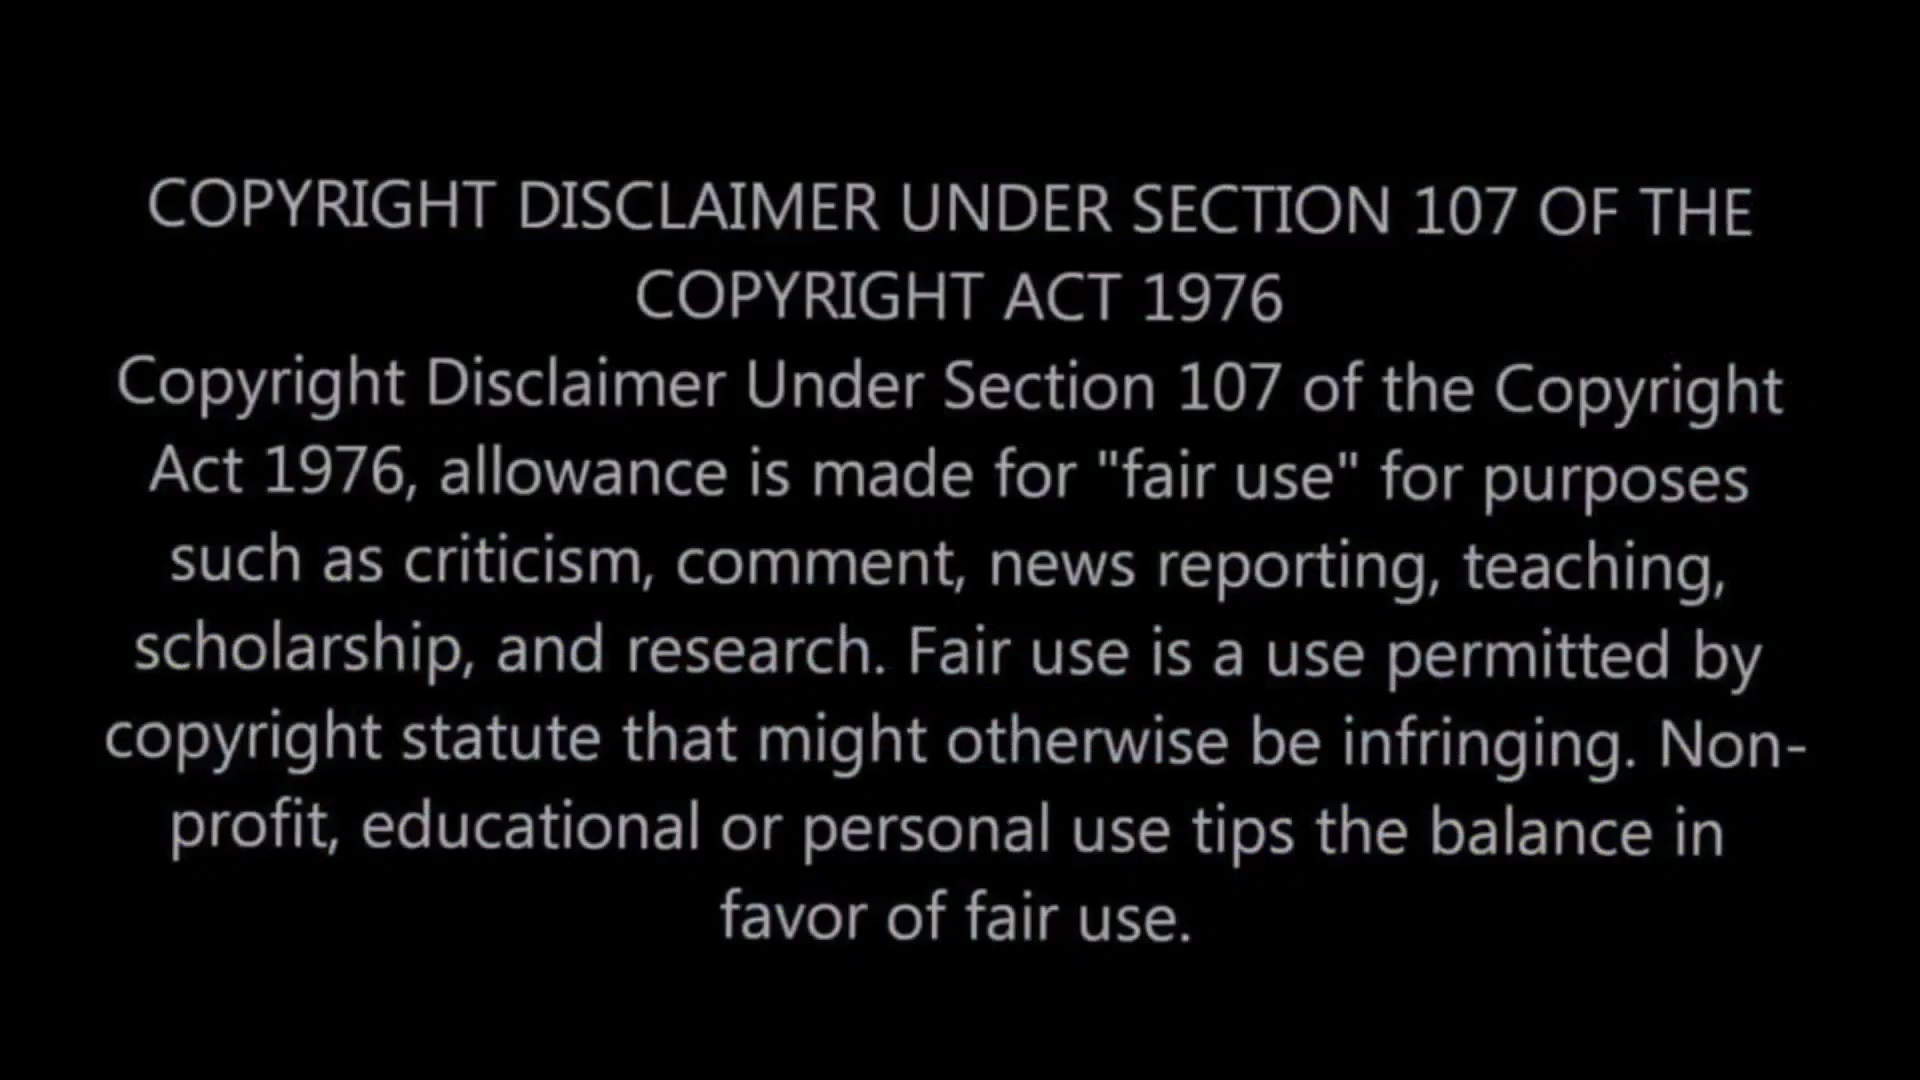 COPYRIGHT DISCLAIMER UNDER SECTION 107 OF THE
COPYRIGHT ACT 1976
Copyright Disclaimer Under Section 107 of the Copyright
Act 1976, allowance is made for "fair use" for purposes
such as criticism, comment, news reporting, teaching,
scholarship, and research. Fair use is a use permitted by
copyright statute that might otherwise be infringing. Non-
profit, educational or personal use tips the balance in
favor of fair use.